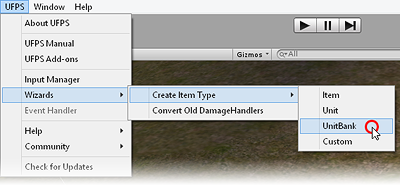 UFPS Window Help
About UFPS
UFPS Manual
UFPS Add-ons
Input Manager
Wizards
Event Handler
Help
Community
Check for Updates
Create Item Type
Convert Old DamageHandlers
Item
Unit
UnitBank
Custom
Gizmos
All